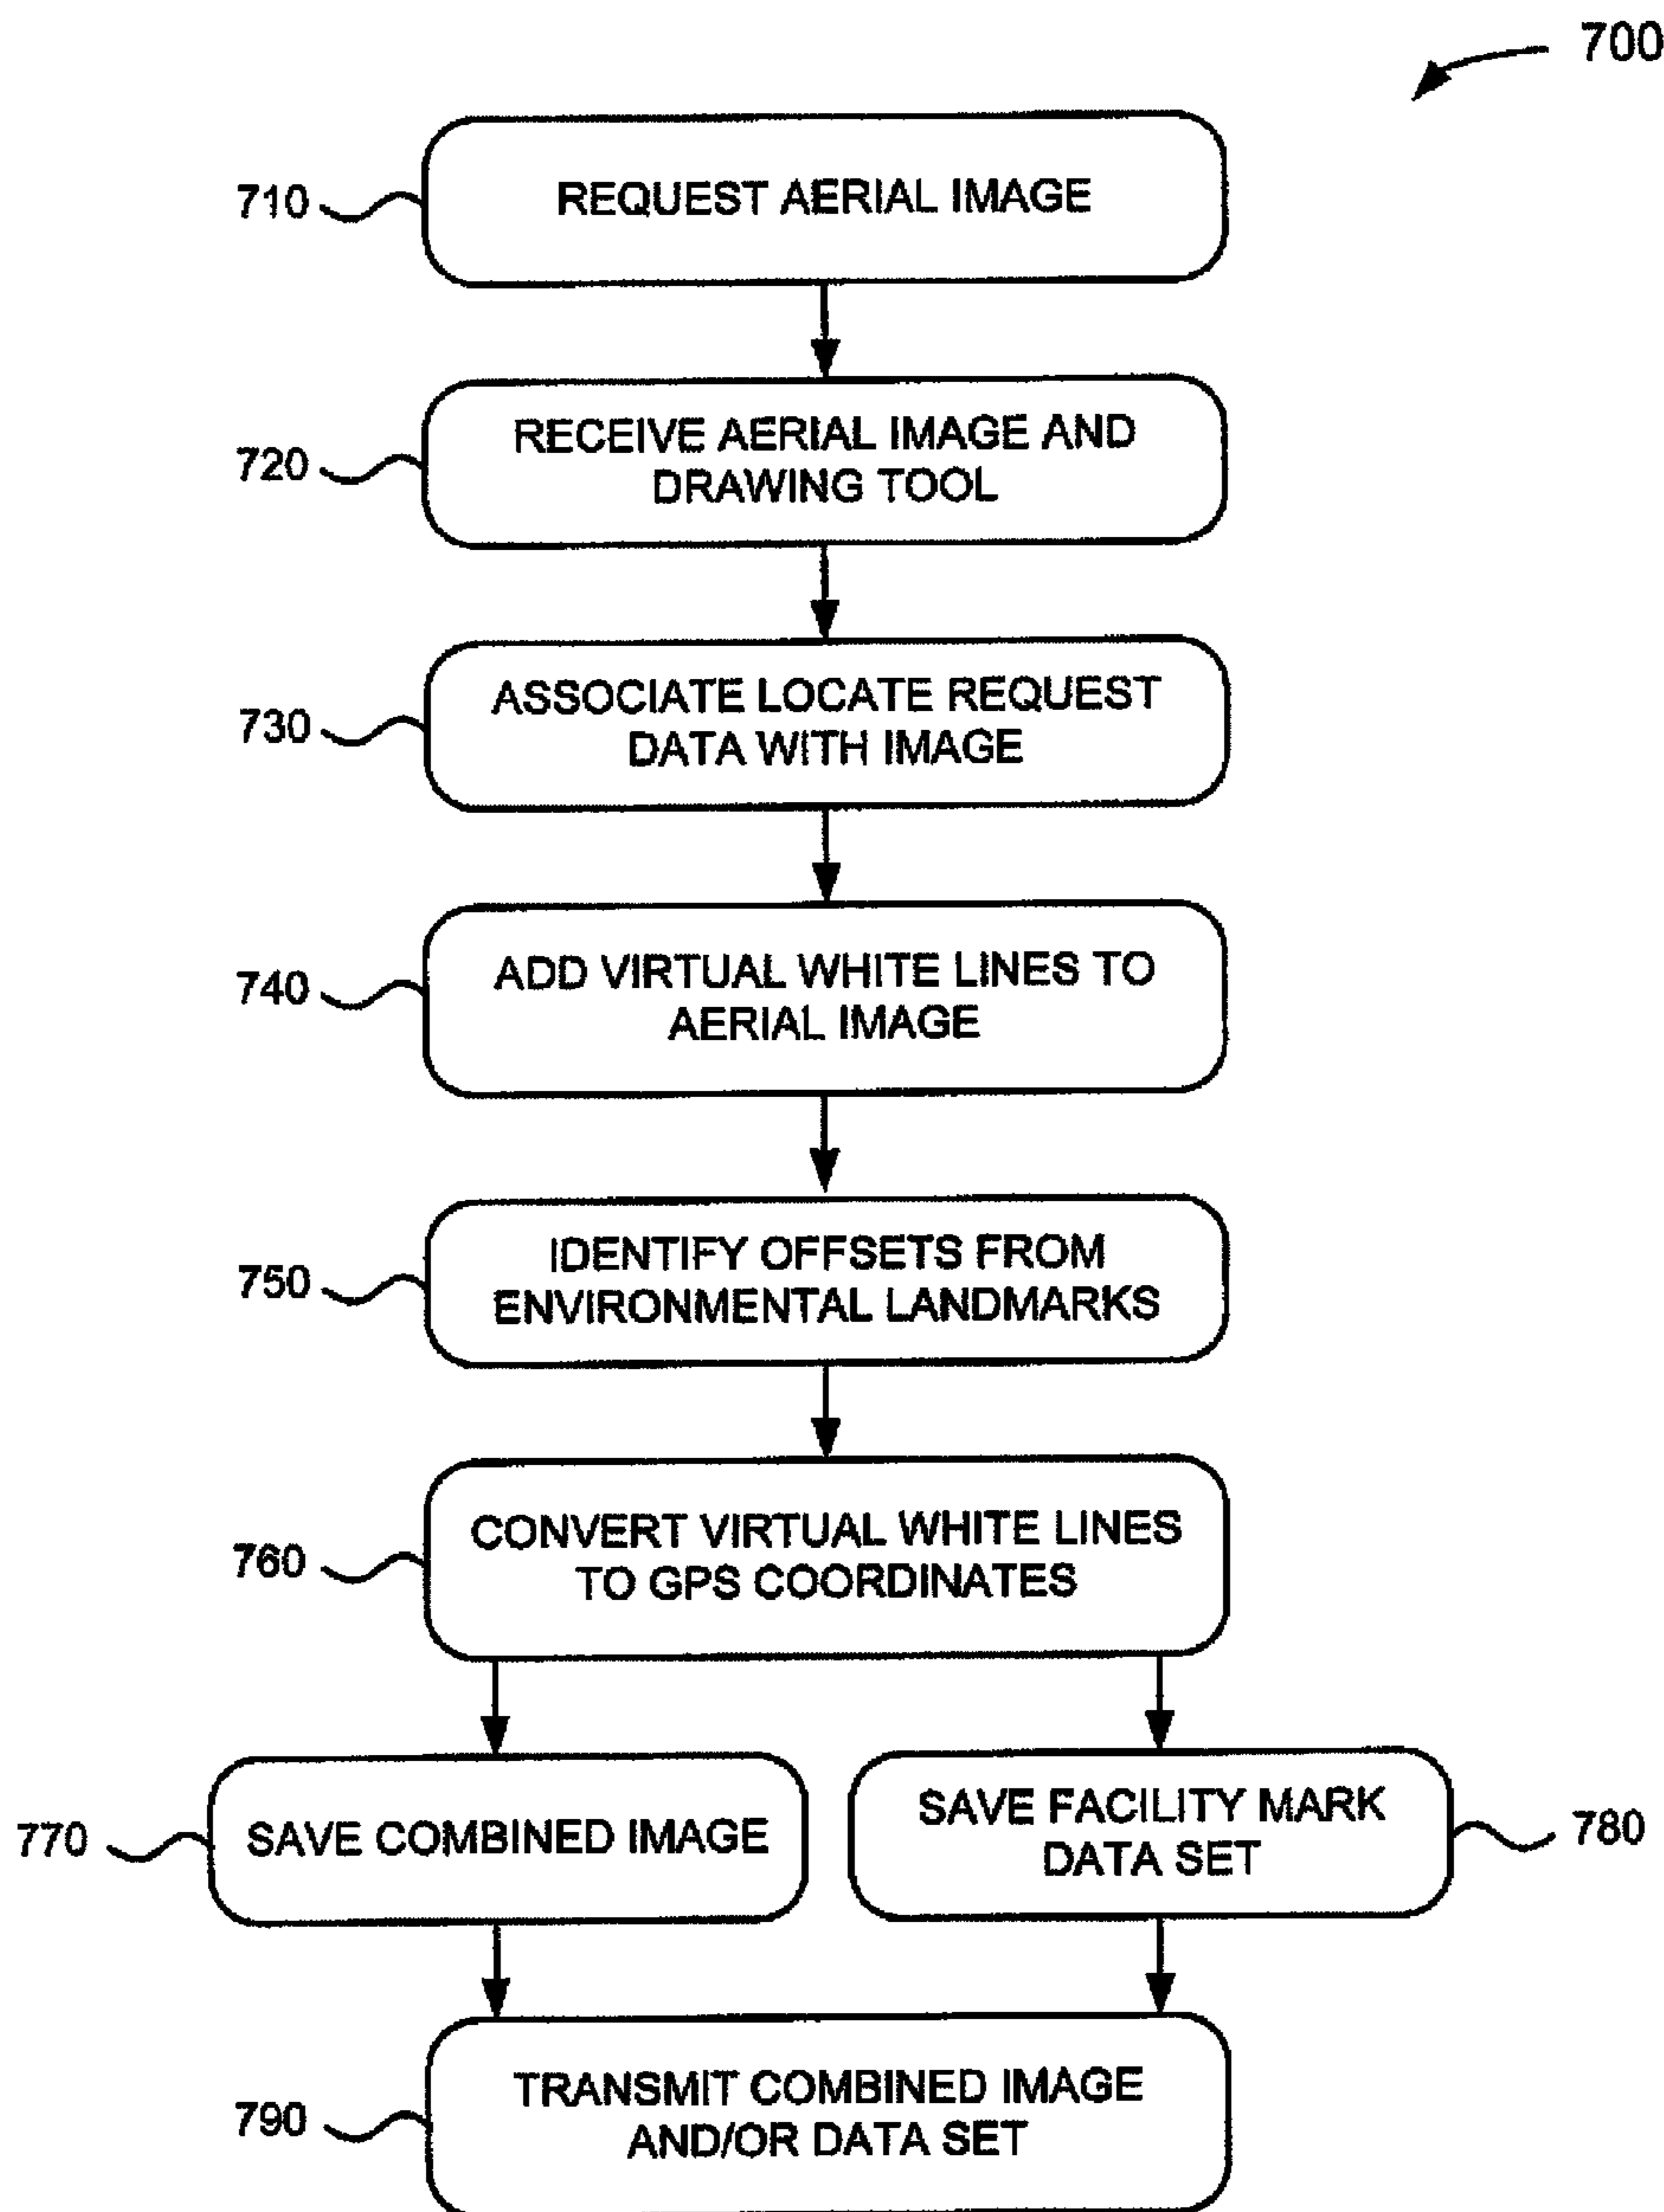 700
710
REQUEST AERIAL IMAGE
720
RECEIVE AERIAL IMAGE AND
DRAWING TOOL
730
ASSOCIATE LOCATE REQUEST
DATA WITH IMAGE
740
ADD VIRTUAL WHITE LINES TO
AERIAL IMAGE
750
IDENTIFY OFFSETS FROM
ENVIRONMENTAL LANDMARKS
760
CONVERT VIRTUAL WHITE LINES
TO GPS COORDINATES
770
SAVE COMBINED IMAGE
SAVE FACILITY MARK
DATA SET
780
790
TRANSMIT COMBINED IMAGE
AND/OR DATA SET